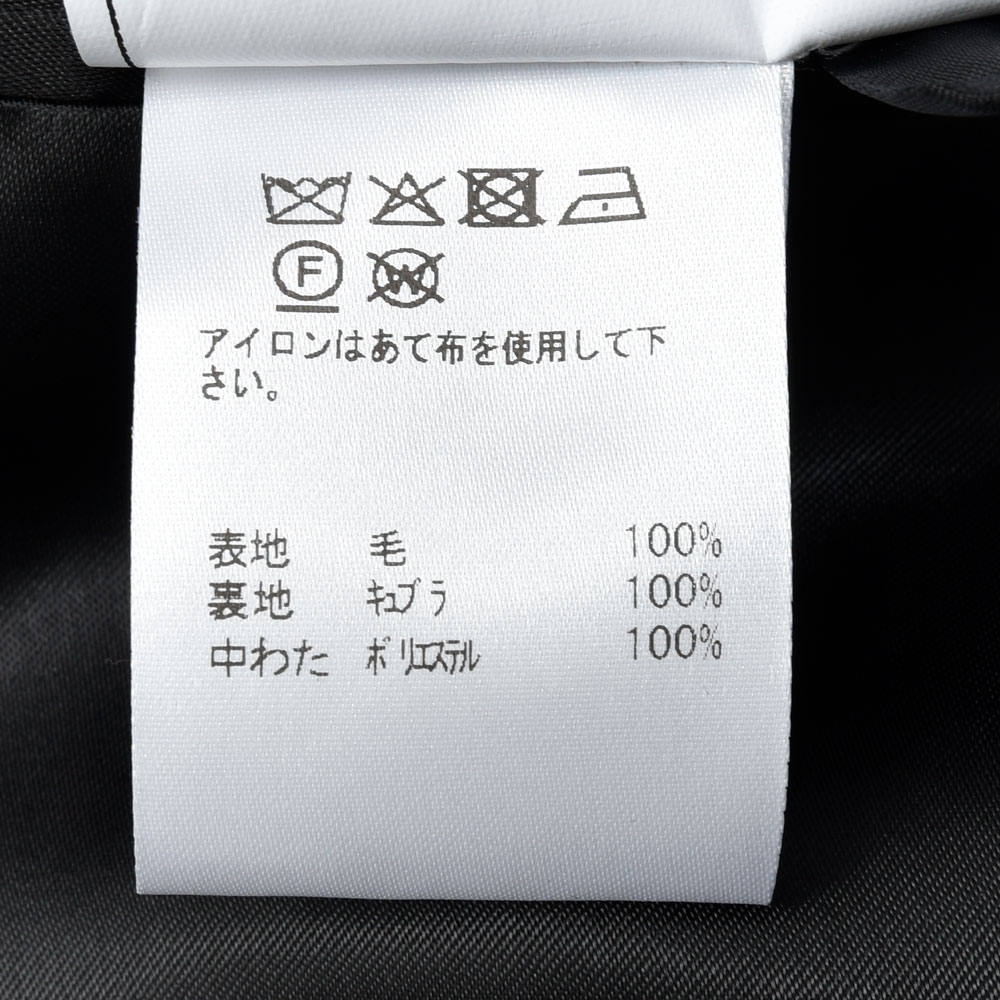 F W
アイロンはあて布を使用して下
さい。
表地 毛 100%
裏地 キュプラ 100%
中わた ポリエステル 100%